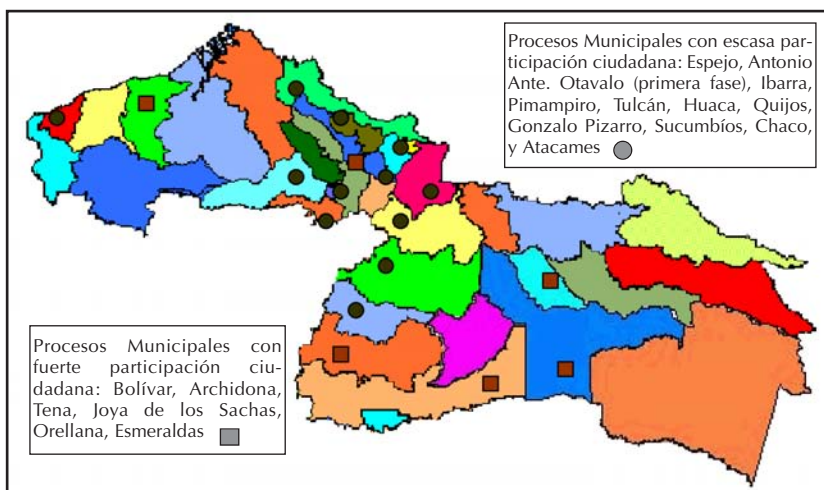 Procesos Municipales con escasa par-
ticipación ciudadana: Espejo, Antonio
Ante. Otavalo (primera fase), Ibarra,
Pimampiro, Tulcán, Huaca, Quijos,
Gonzalo Pizarro, Sucumbíos, Chaco,
y Atacames
Procesos Municipales con
fuerte participación ciu-
dadana: Bolívar, Archidona,
Tena, Joya de los Sachas,
Orellana, Esmeraldas